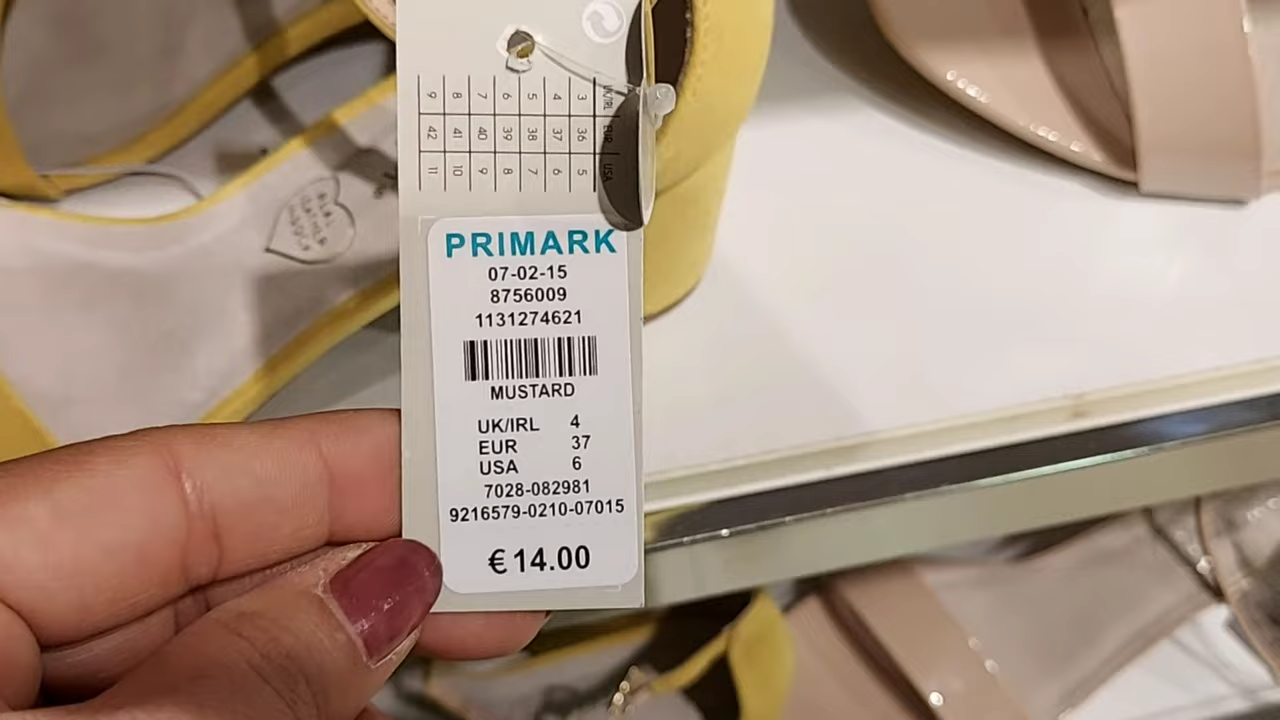 9 8 7 6 5 4 3 UK/IRL
42 41 40 39 38 37 36 EUR
11 10 9 8 7 6 5 USA
PRIMARK
07-02-15
8756009
1131274621
MUSTARD
UK/IRL 4
EUR 37
USA 6
7028-082981
9216579-0210-07015
€14.00
REAL
LEATHER